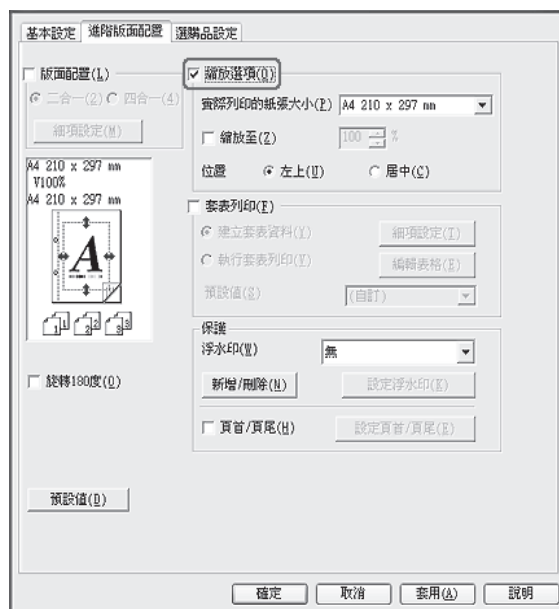 基本設定 進階版面配置 選購品設定
版面配置(L)
二合一(2) 四合一(4)
細項設定(M)
A4 210 x 297 mm
V100%
A4 210 x 297 mm
A
1 1 2 2 3 3
旋轉180度(O)
預設值(D)
縮放選項(Q)
實際列印的紙張大小(P) A4 210 x 297 mm
縮放至(Z) 100 %
位置 左上(U) 居中(C)
套表列印(F)
建立套表資料(Y) 細項設定(T)
執行套表列印(V) 編輯表格(E)
預設值(S) (自訂)
保護
浮水印(W) 無
新增/刪除(N) 設定浮水印(K)
頁首/頁尾(H) 設定頁首/頁尾(R)
確定 取消 套用(A) 說明